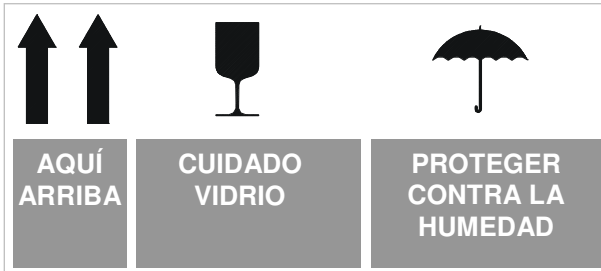 AQUÍ
ARRIBA
CUIDADO
VIDRIO
PROTEGER
CONTRA LA
HUMEDAD